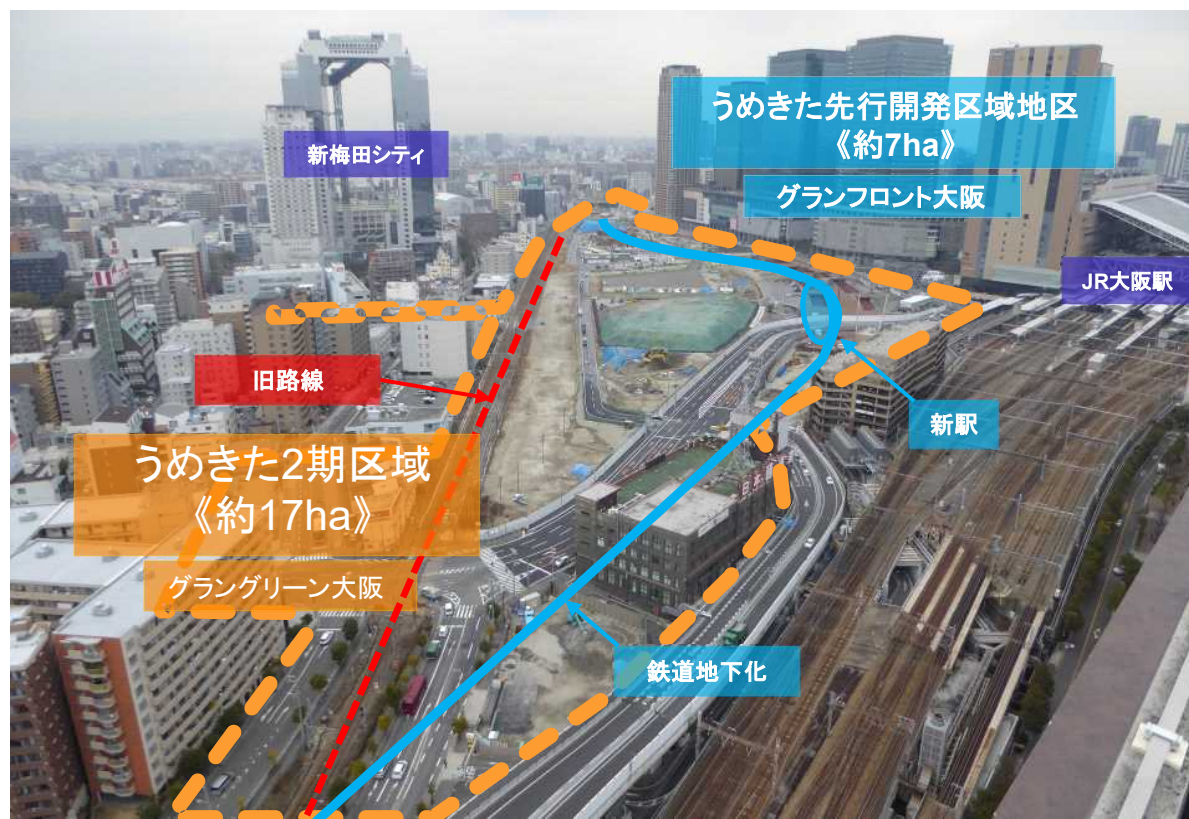 うめきた先行開発区域地区
《約7ha》
新梅田シティ
グランフロント大阪
JR大阪駅
旧路線
新駅
うめきた2期区域
《約17ha》
グラングリーン大阪
鉄道地下化